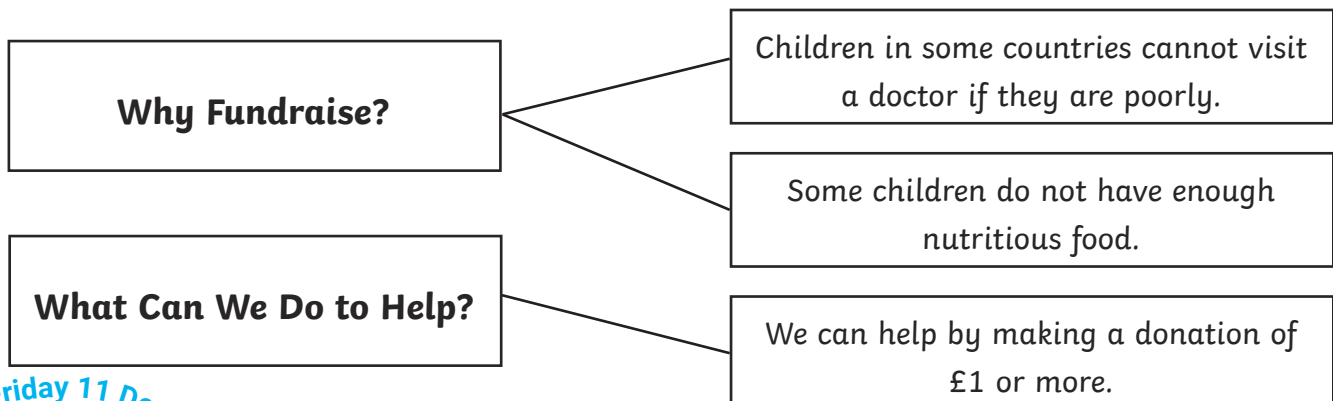 Why Fundraise?
Children in some countries cannot visit
a doctor if they are poorly.
Some children do not have enough
nutritious food.
What Can We Do to Help?
We can help by making a donation of
£1 or more.
11